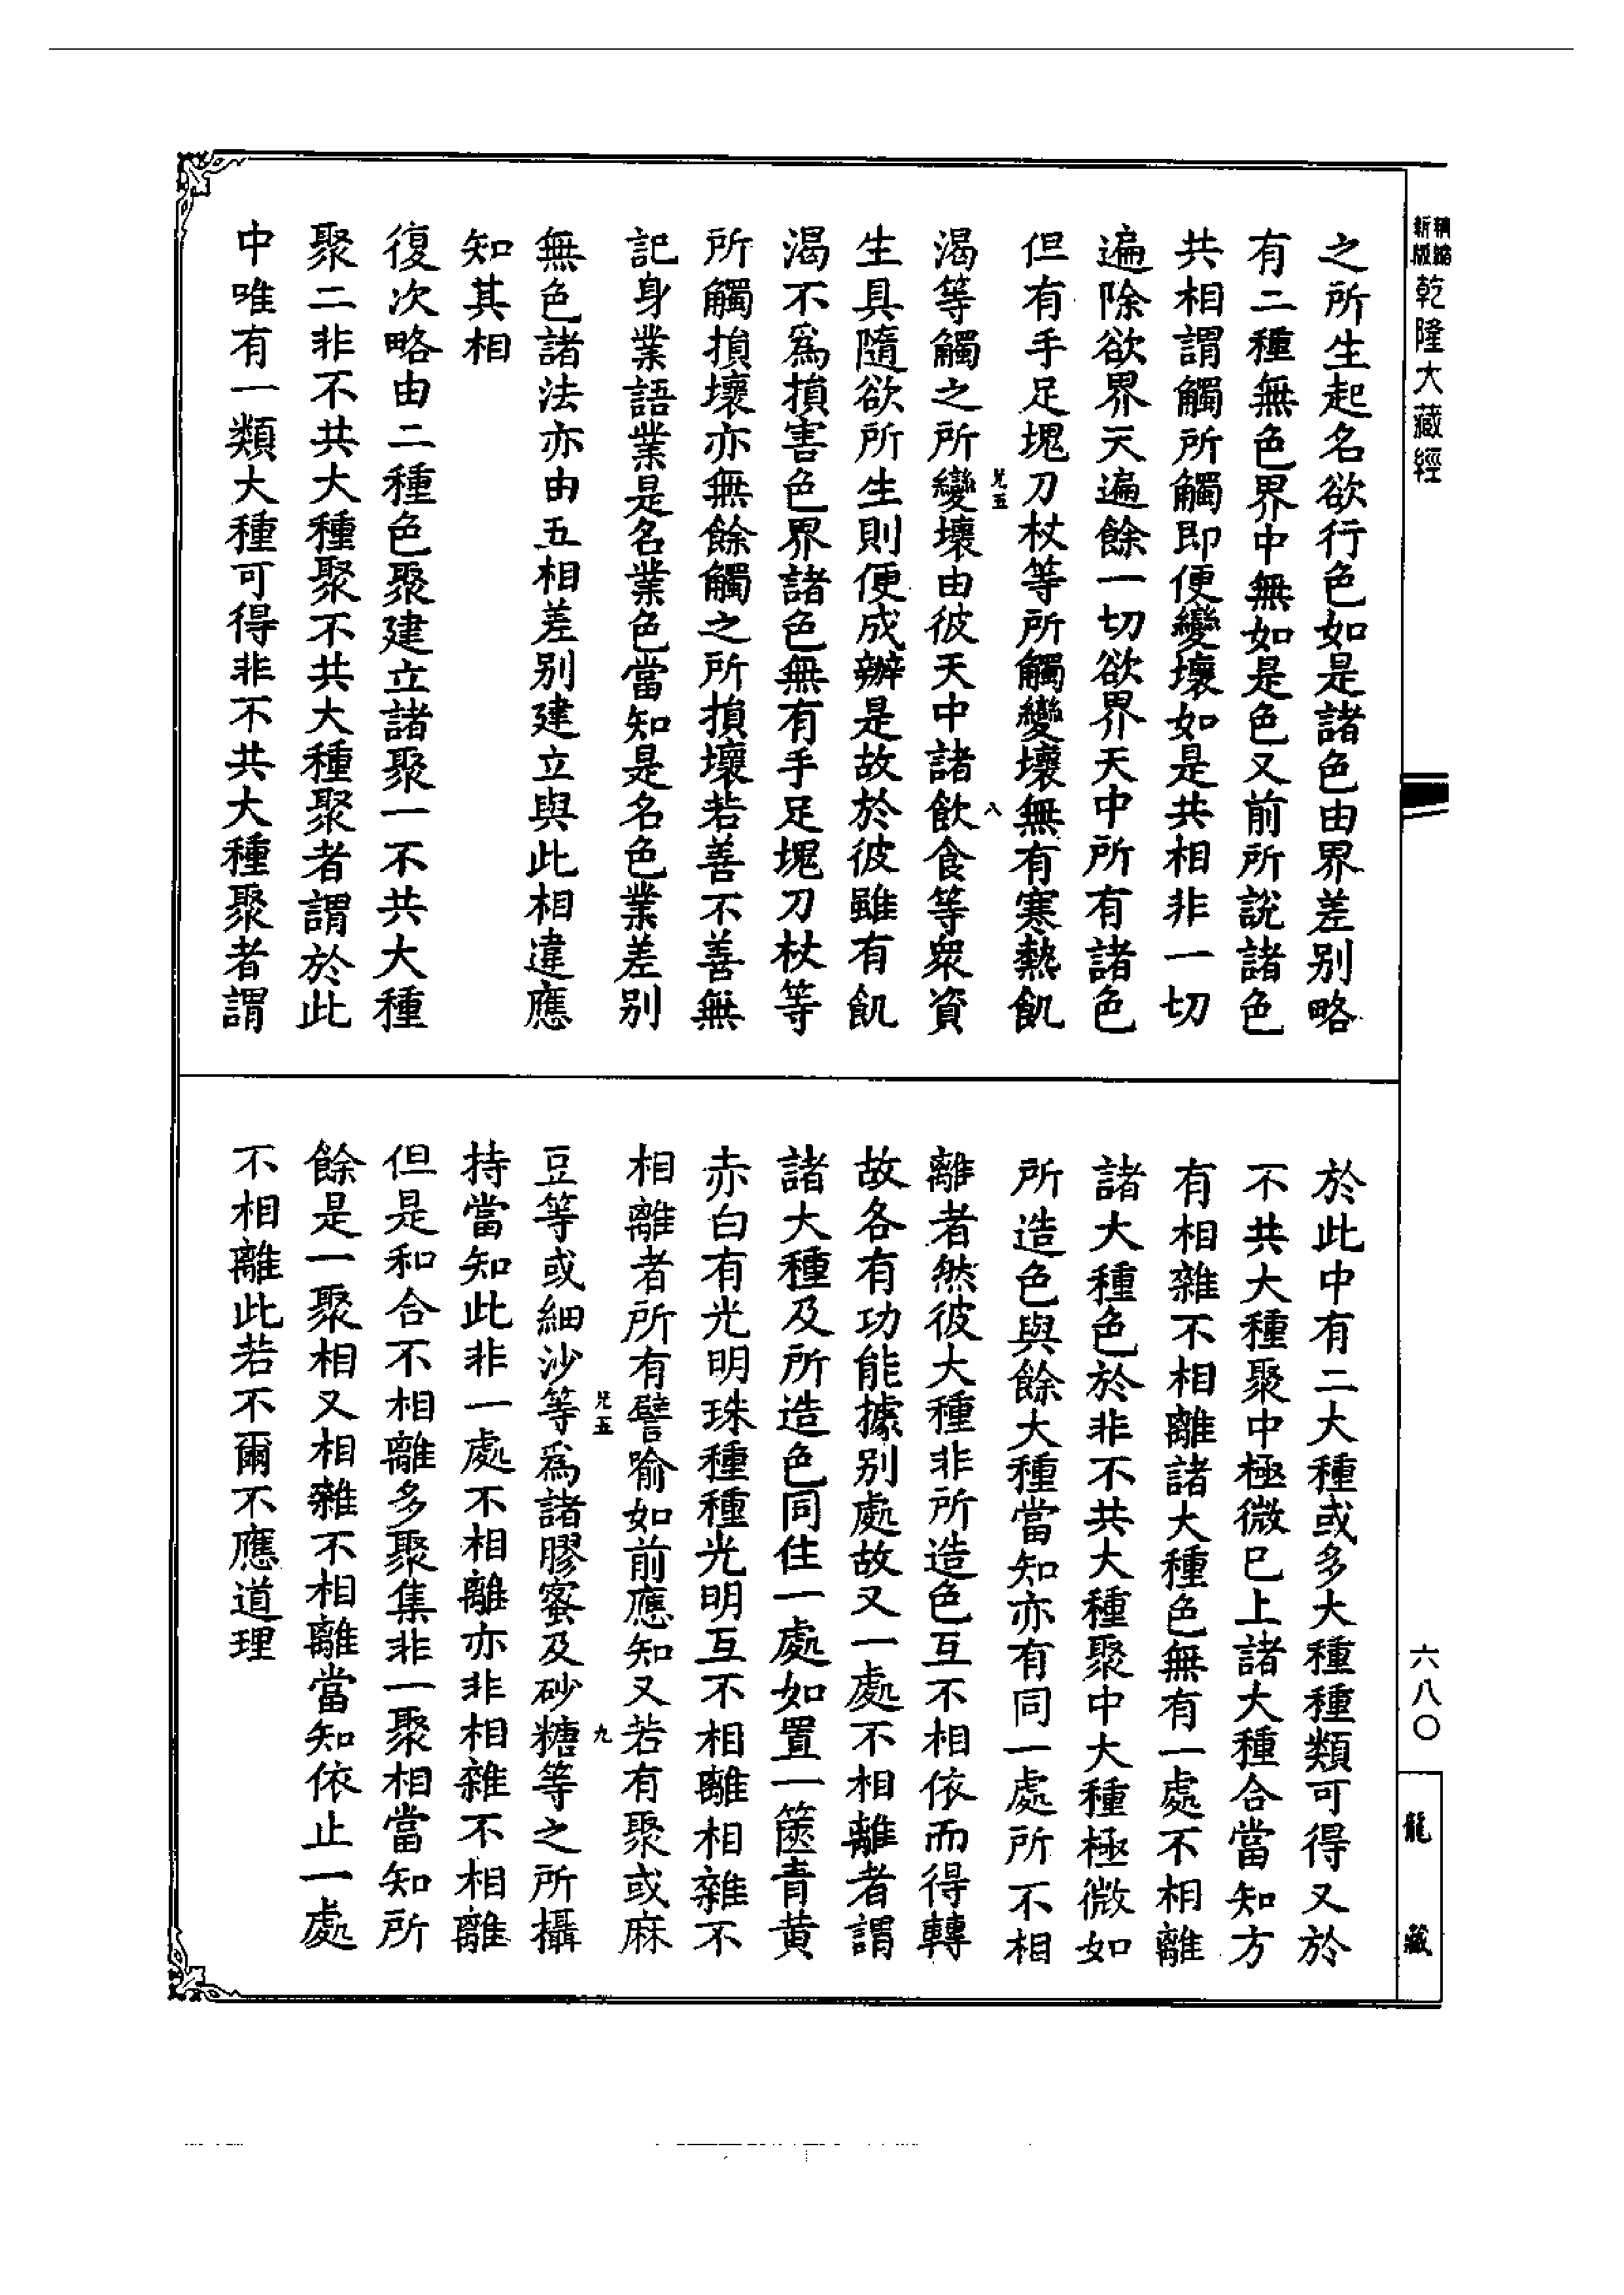 精縮
新版
乾隆大藏經
之所生起名欲行色如是諸色由界差别略
有二種無色界中無如是色又前所說諸色
共相謂觸所觸即便變壞如是共相非一切
遍除欲界天遍餘一切欲界天中所有諸色
但有手足塊刀杖等所觸變壞無有寒熱飢
渴等觸之所變壞由彼天中諸飲食等衆資
生具隨欲所生則便成辦是故於彼雖有飢
渴不爲損害色界諸色無有手足塊刀杖等
所觸損壞亦無餘觸之所損壞若善不善無
記身業語業是名業色當知是名色業差别
無色諸法亦由五相差别建立與此相違應
知其相
復次略由二種色聚建立諸聚一不共大種
聚二非不共大種聚不共大種聚者謂於此
中唯有一類大種可得非不共大種聚者謂
八
於此中有二大種或多大種種類可得又於
不共大種聚中極微已上諸大種合當知方
有相雜不相離諸大種色無有一處不相離
諸大種色於非不共大種聚中大種極微如
所造色與餘大種當知亦有同一處所不相
離者然彼大種非所造色互不相依而得轉
故各有功能據别處故又一處不相離者謂
諸大種及所造色同住一處如置一篋青黄
赤白有光明珠種種光明互不相離相雜不
相離者所有譬喻如前應知又若有聚或麻
豆等或細沙等爲諸膠蜜及砂糖等之所攝
持當知此非一處不相離亦非相雜不相離
但是和合不相離多聚集非一聚相當知所
餘是一聚相又相雜不相離當知依止一處
不相離此若不爾不應道理
九
六八〇
龍藏